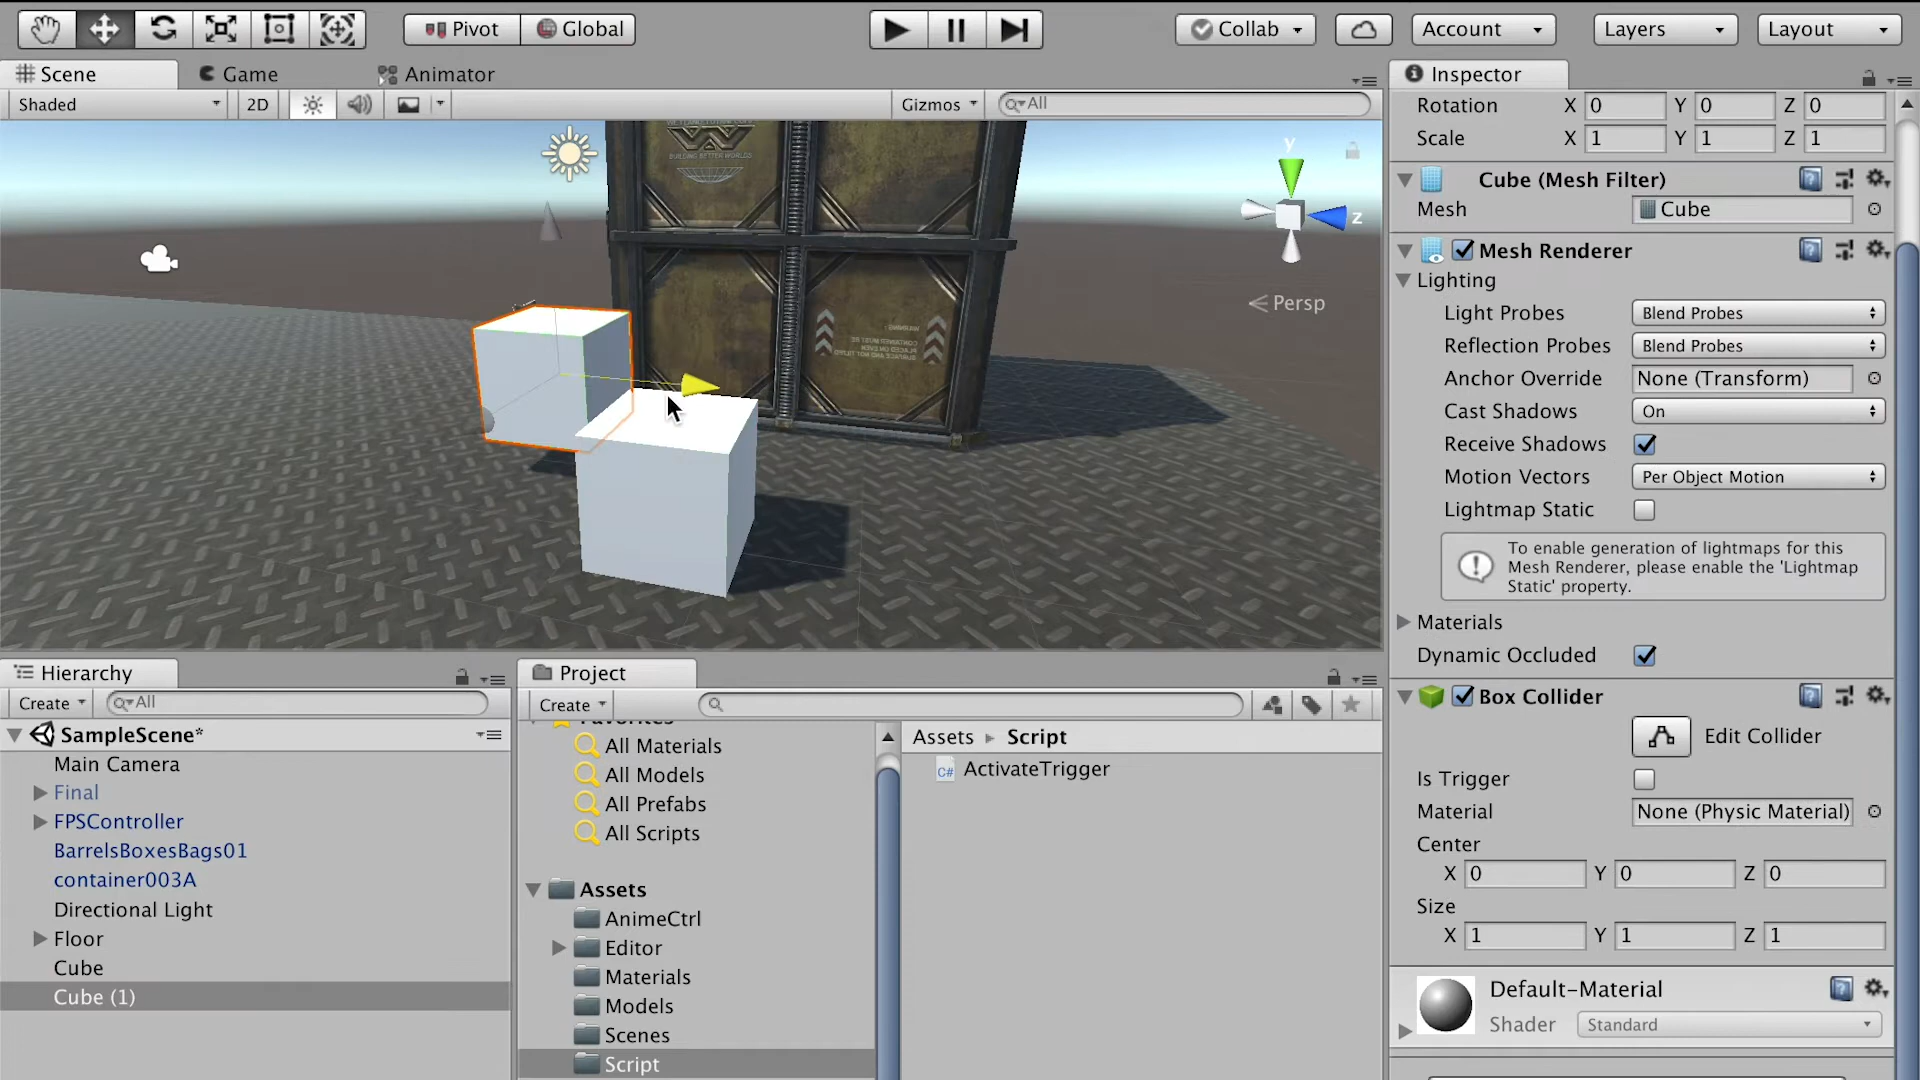 Pivot Global Collab Account Layers Layout
Scene Game Animator
Shaded 2D Gizmos All
BUILDING BETTER WORLDS
y
z
Persp
Inspector
Rotation X 0 Y 0 Z 0
Scale X 1 Y 1 Z 1
Cube (Mesh Filter)
Mesh Cube
Mesh Renderer
Lighting
Light Probes Blend Probes
Reflection Probes Blend Probes
Anchor Override None (Transform)
Cast Shadows On
Receive Shadows
Motion Vectors Per Object Motion
Lightmap Static
To enable generation of lightmaps for this
Mesh Renderer, please enable the 'Lightmap
Static' property.
Materials
Dynamic Occluded
Box Collider
Edit Collider
Is Trigger
Material None (Physic Material)
Center
X 0 Y 0 Z 0
Size
X 1 Y 1 Z 1
Default-Material
Shader Standard
Hierarchy
Create All
SampleScene*
Main Camera
Final
FPSController
BarrelsBoxesBags01
container003A
Directional Light
Floor
Cube
Cube (1)
Project
Create
Favorites
All Materials
All Models
All Prefabs
All Scripts
Assets
AnimeCtrl
Editor
Materials
Models
Scenes
Script
Assets Script
C# ActivateTrigger